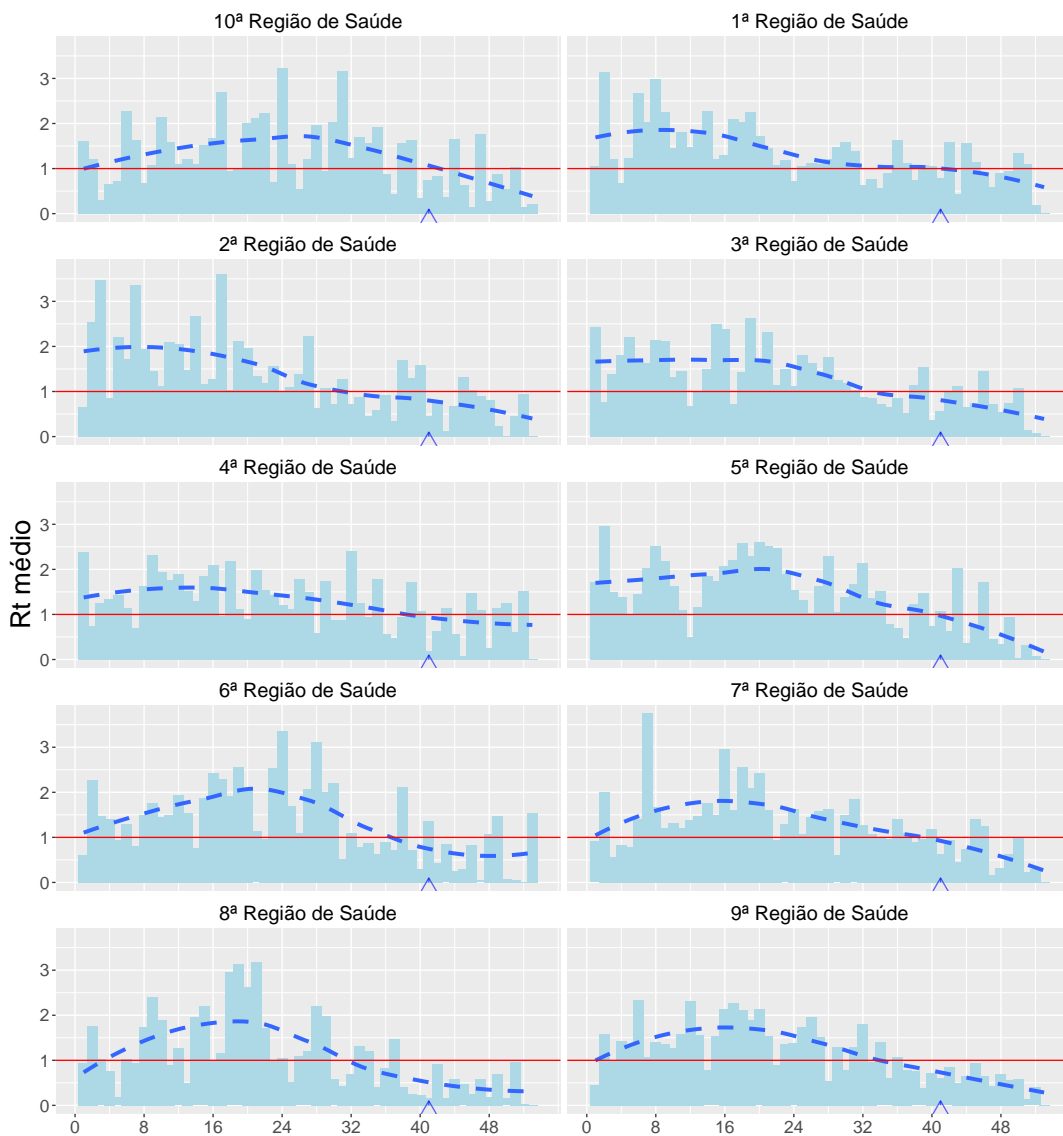 10ª Região de Saúde
1ª Região de Saúde
3
2
1
0
2ª Região de Saúde
3ª Região de Saúde
3
2
1
0
4ª Região de Saúde
5ª Região de Saúde
3
2
1
0
Rt médio
6ª Região de Saúde
7ª Região de Saúde
3
2
1
0
8ª Região de Saúde
9ª Região de Saúde
3
2
1
0
0 8 16 24 32 40 48
0 8 16 24 32 40 48